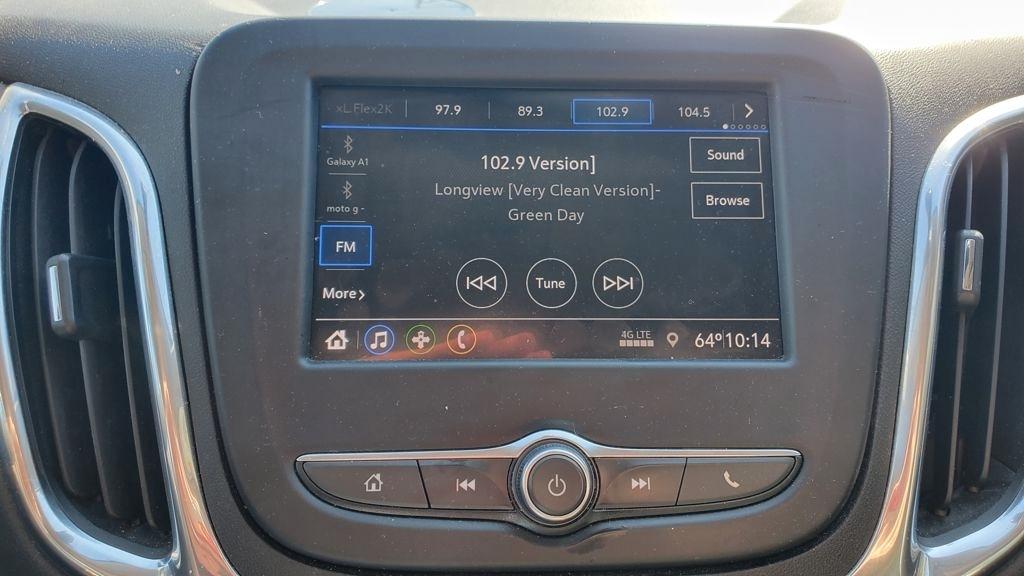 xL.Flex2K 97.9 89.3 102.9 104.5
Galaxy A1
moto g -
FM
More
102.9 Version]
Longview [Very Clean Version]-
Green Day
Sound
Browse
Tune
4G LTE
64° 10:14